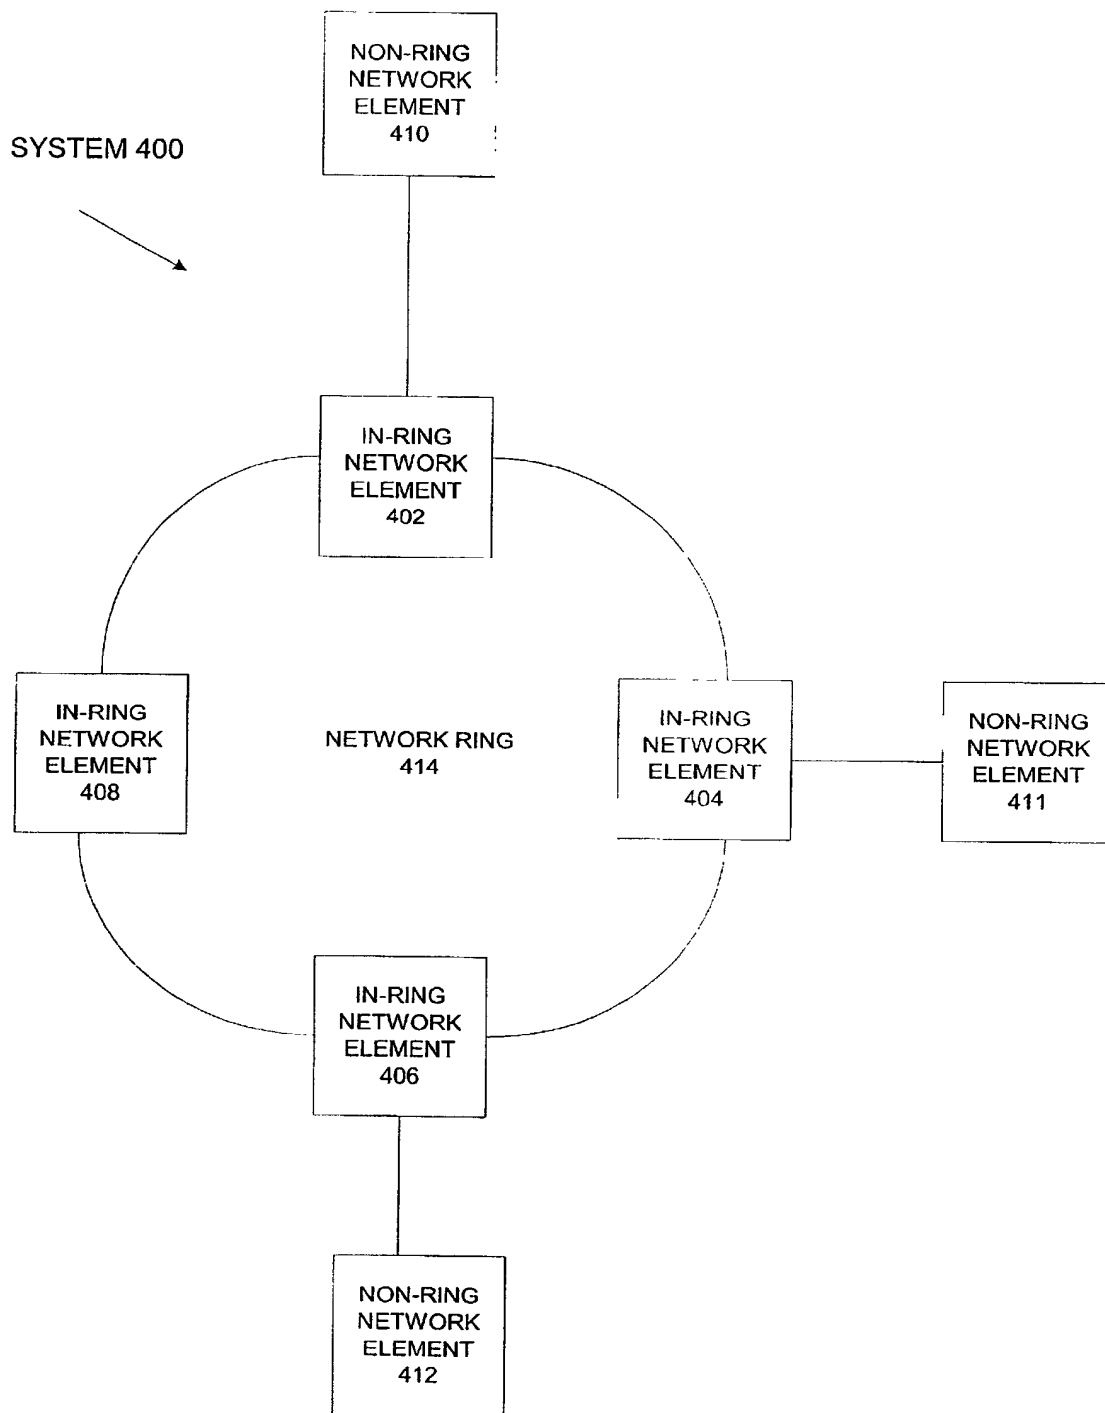 NON-RING
NETWORK
ELEMENT
410
SYSTEM 400
IN-RING
NETWORK
ELEMENT
402
IN-RING
NETWORK
ELEMENT
408
NETWORK RING
414
IN-RING
NETWORK
ELEMENT
404
NON-RING
NETWORK
ELEMENT
411
IN-RING
NETWORK
ELEMENT
406
NON-RING
NETWORK
ELEMENT
412